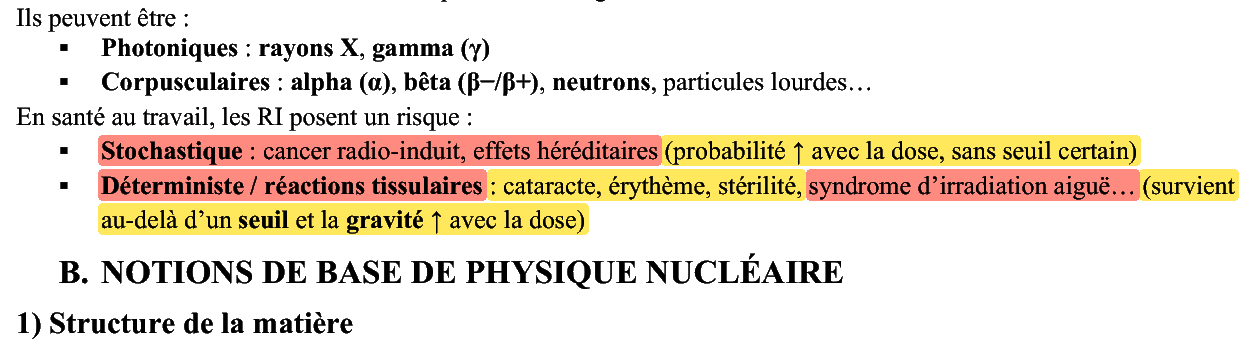 Ils peuvent être :
▪ Photoniques : rayons X, gamma (γ)
▪ Corpusculaires : alpha (α), bêta (β−/β+), neutrons, particules lourdes…
En santé au travail, les RI posent un risque :
▪ Stochastique : cancer radio-induit, effets héréditaires (probabilité ↑ avec la dose, sans seuil certain)
▪ Déterministe / réactions tissulaires : cataracte, érythème, stérilité, syndrome d’irradiation aiguë… (survient
au-delà d’un seuil et la gravité ↑ avec la dose)
B. NOTIONS DE BASE DE PHYSIQUE NUCLÉAIRE
1) Structure de la matière